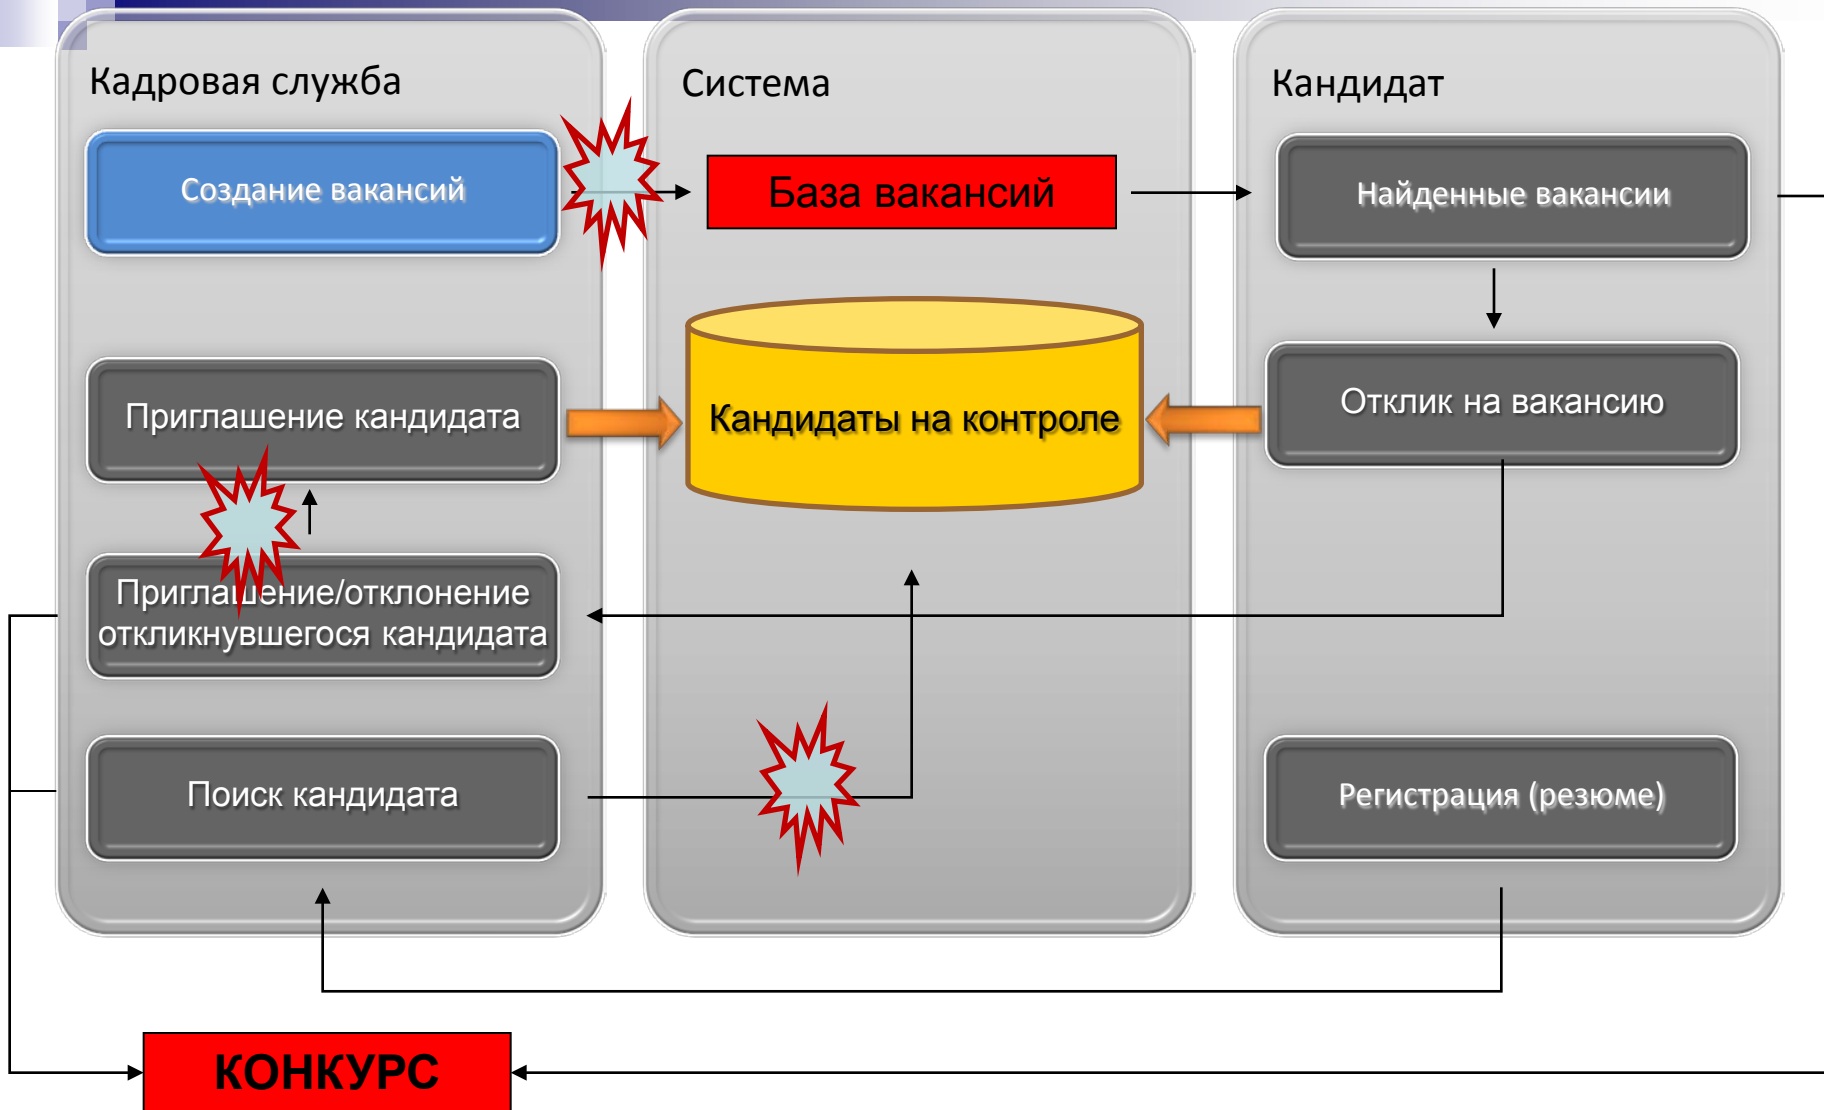 Кадровая служба
Система
Кандидат
Создание вакансий
База вакансий
Найденные вакансии
Приглашение кандидата
Кандидаты на контроле
Отклик на вакансию
Приглашение/отклонение
откликнувшегося кандидата
Поиск кандидата
Регистрация (резюме)
КОНКУРС